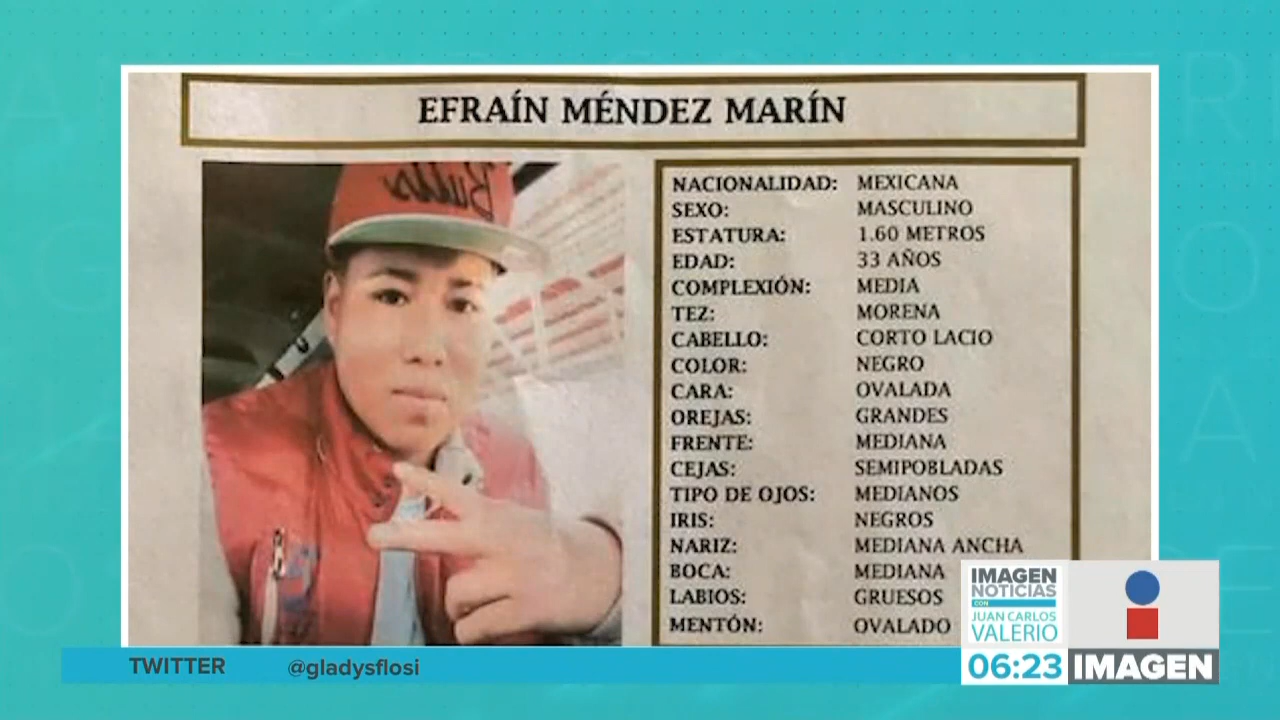 EFRAÍN MÉNDEZ MARÍN
Bulls
NACIONALIDAD: MEXICANA
SEXO: MASCULINO
ESTATURA: 1.60 METROS
EDAD: 33 AÑOS
COMPLEXIÓN: MEDIA
TEZ: MORENA
CABELLO: CORTO LACIO
COLOR: NEGRO
CARA: OVALADA
OREJAS: GRANDES
FRENTE: MEDIANA
CEJAS: SEMIPOBLADAS
TIPO DE OJOS: MEDIANOS
IRIS: NEGROS
NARIZ: MEDIANA ANCHA
BOCA: MEDIANA
LABIOS: GRUESOS
MENTÓN: OVALADO
IMAGEN
NOTICIAS
CON
JUAN CARLOS
VALERIO
06:23 IMAGEN
TWITTER @gladysflosi